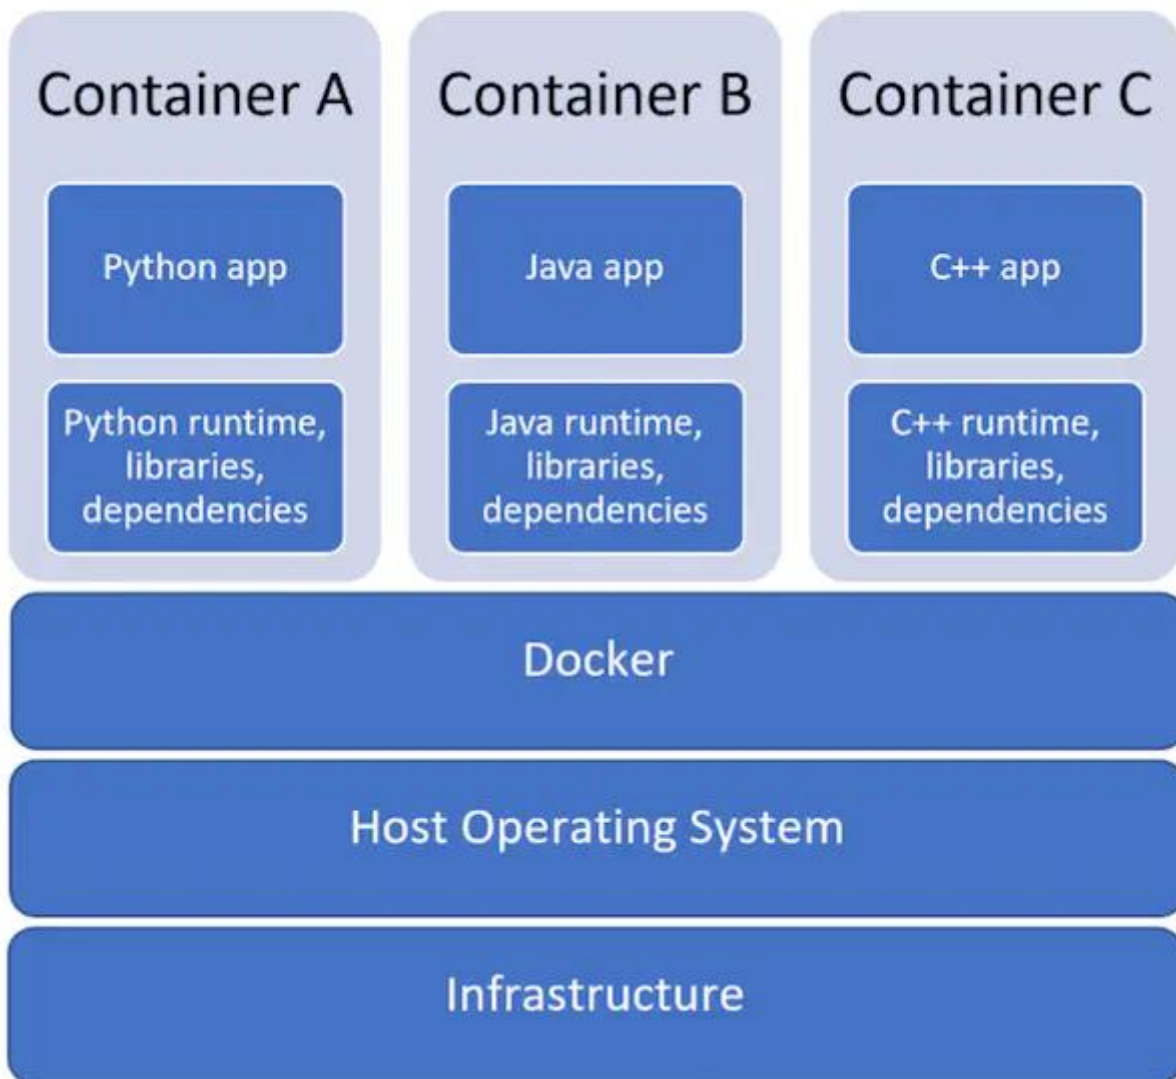 Container A
Container B
Container C
Python app
Java app
C++ app
Python runtime,
libraries,
dependencies
Java runtime,
libraries,
dependencies
C++ runtime,
libraries,
dependencies
Docker
Host Operating System
Infrastructure